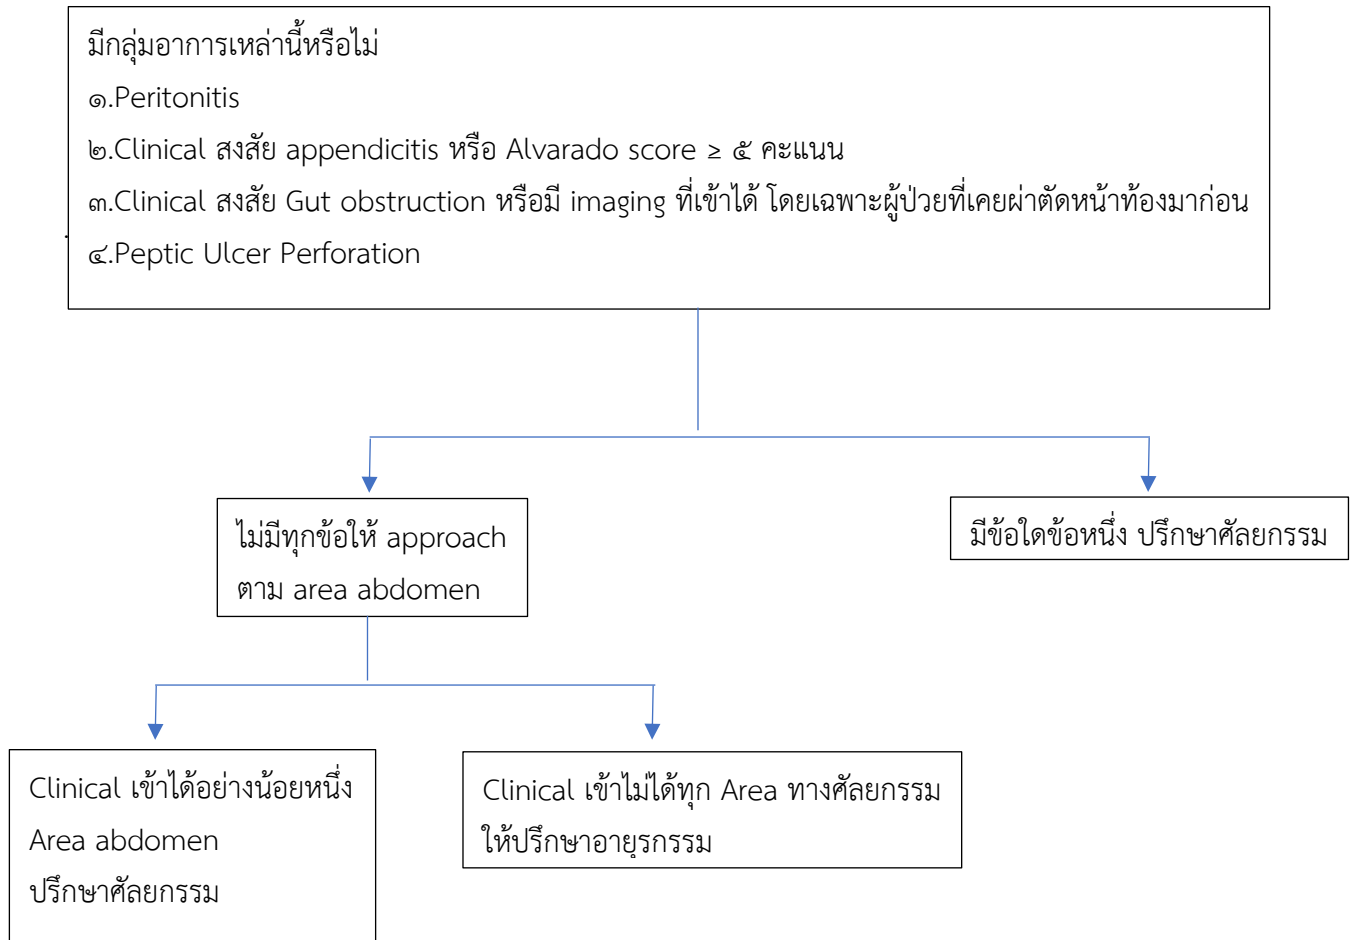 มีกลุ่มอาการเหล่านี้หรือไม่
๑.Peritonitis
๒.Clinical สงสัย appendicitis หรือ Alvarado score ≥ ๕ คะแนน
๓.Clinical สงสัย Gut obstruction หรือมี imaging ที่เข้าได้ โดยเฉพาะผู้ป่วยที่เคยผ่าตัดหน้าท้องมาก่อน
๔.Peptic Ulcer Perforation
ไม่มีทุกข้อให้ approach
ตาม area abdomen
มีข้อใดข้อหนึ่ง ปรึกษาศัลยกรรม
Clinical เข้าได้อย่างน้อยหนึ่ง
Area abdomen
ปรึกษาศัลยกรรม
Clinical เข้าไม่ได้ทุก Area ทางศัลยกรรม
ให้ปรึกษาอายุรกรรม